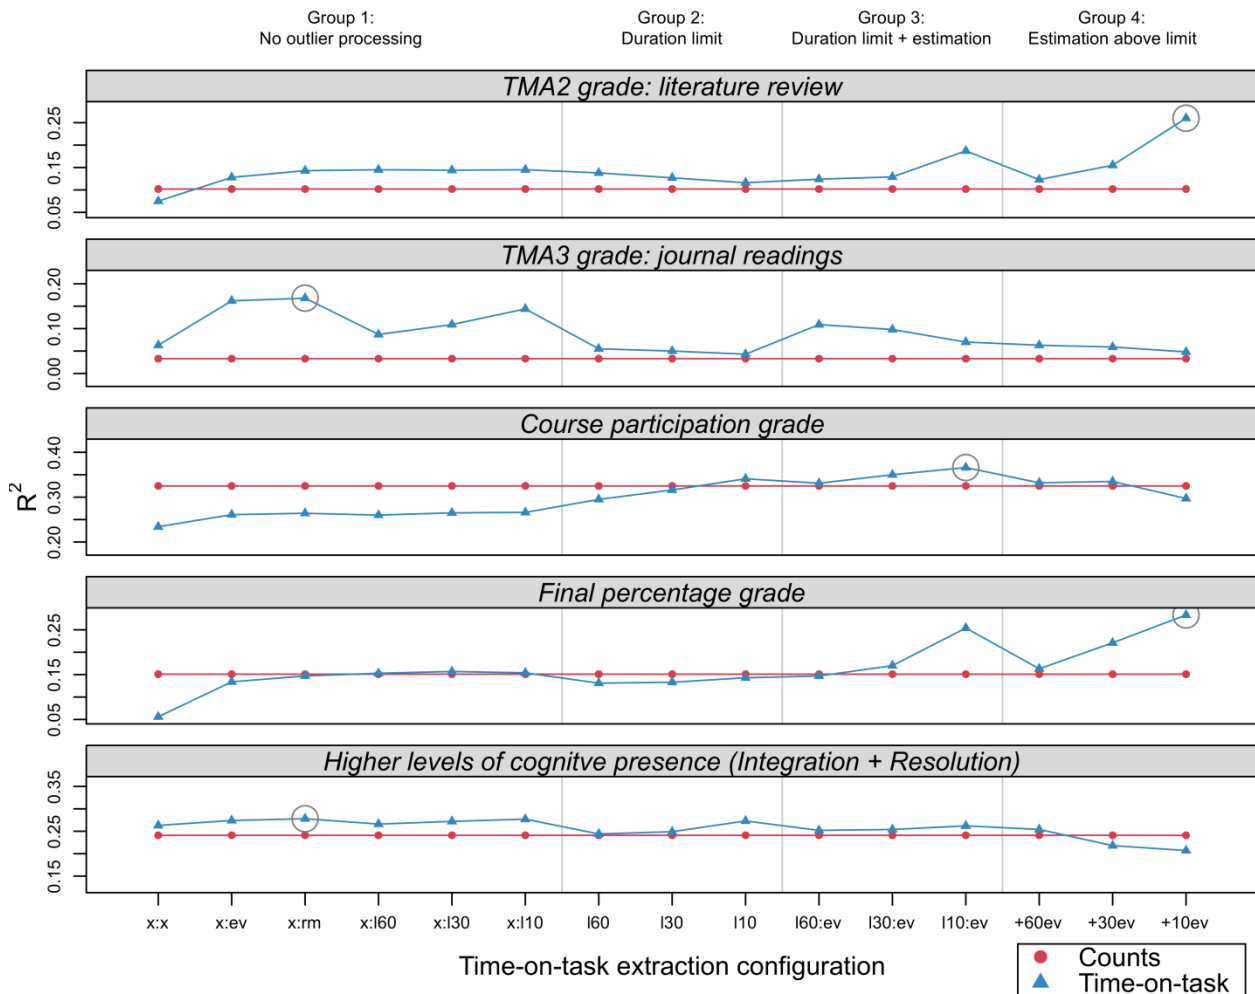 Group 1:
No outlier processing
Group 2:
Duration limit
Group 3:
Duration limit + estimation
Group 4:
Estimation above limit
TMA2 grade: literature review
0.25
0.15
0.05
TMA3 grade: journal readings
0.20
0.10
0.00
Course participation grade
0.40
0.30
0.20
R²
Final percentage grade
0.25
0.15
0.05
Higher levels of cognitve presence (Integration + Resolution)
0.35
0.25
0.15
x:x x:ev x:rm x:l60 x:l30 x:l10 l60 l30 l10 l60:ev l30:ev l10:ev +60ev +30ev +10ev
Time-on-task extraction configuration
Counts
Time-on-task